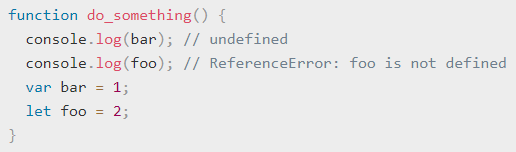 function do_something() {
  console.log(bar); // undefined
  console.log(foo); // ReferenceError: foo is not defined
  var bar = 1;
  let foo = 2;
}